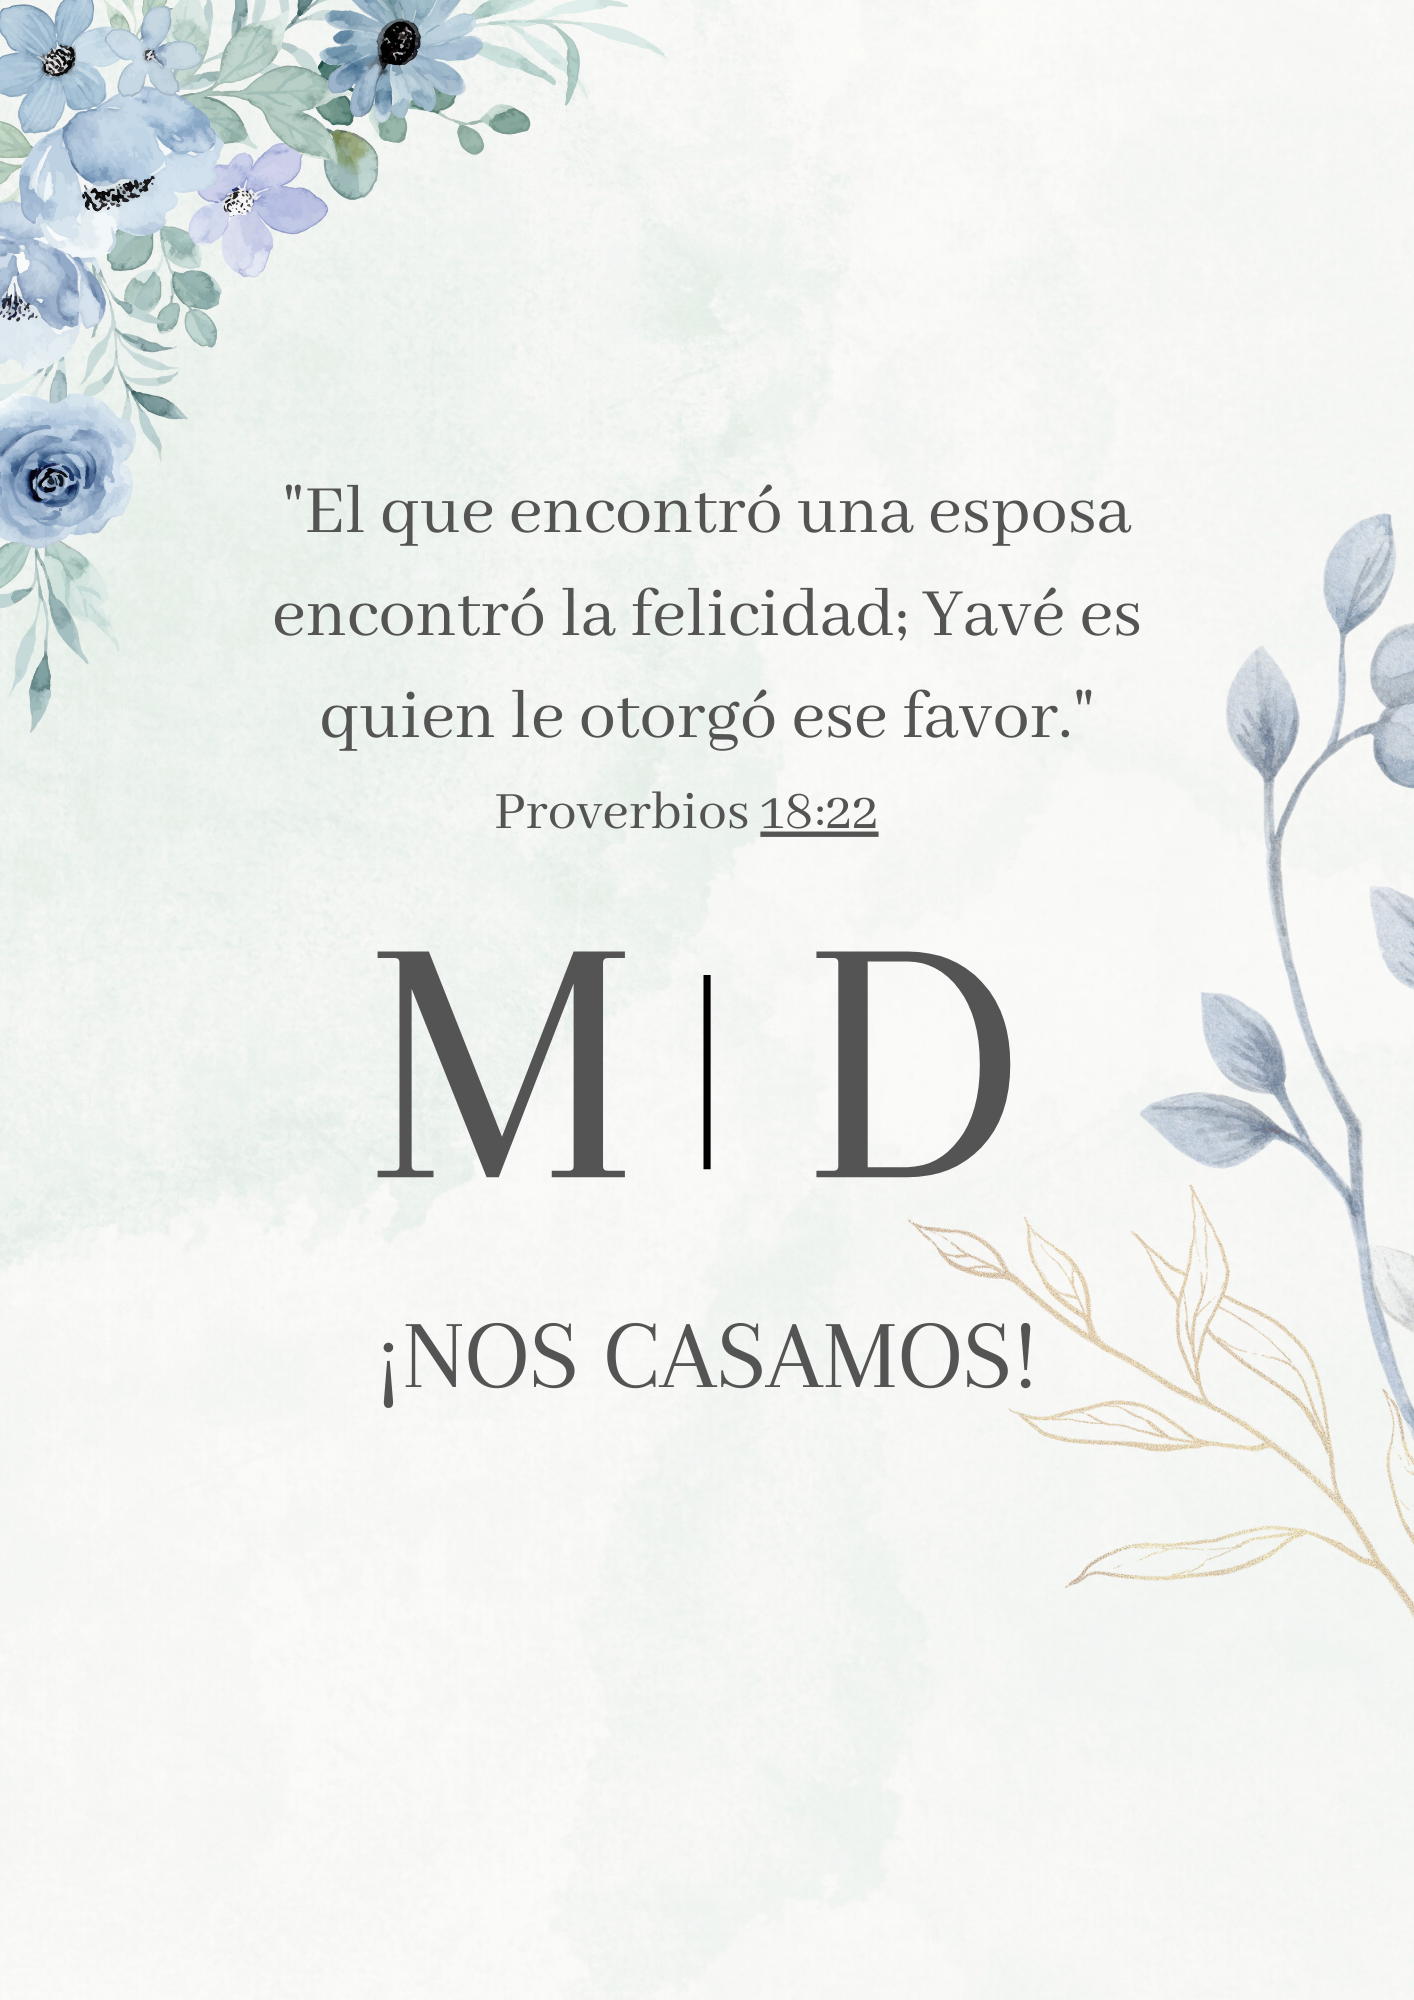 "El que encontró una esposa
encontró la felicidad; Yavé es
quien le otorgó ese favor."
Proverbios 18:22
M | D
¡NOS CASAMOS!